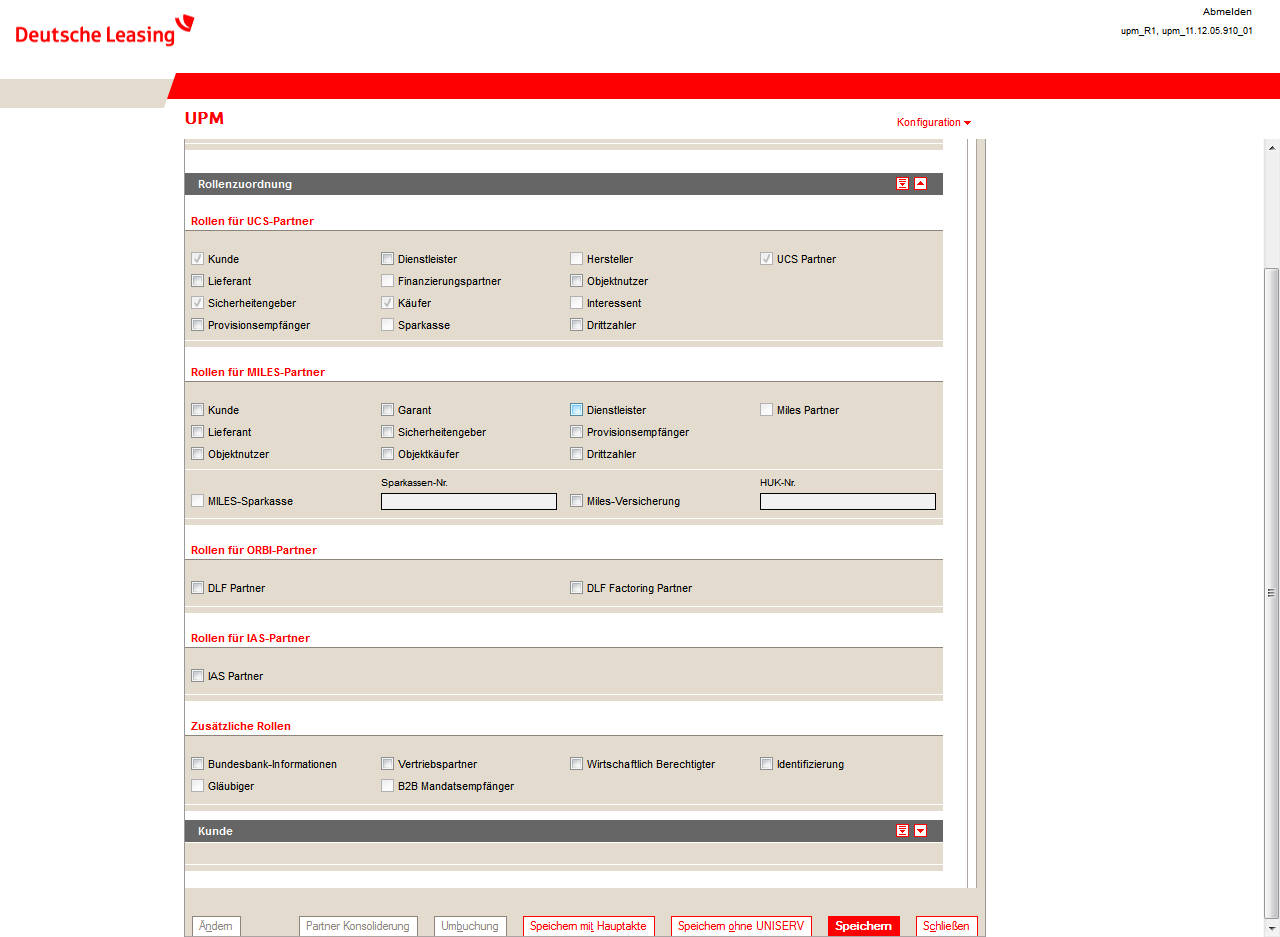 Deutsche Leasing
Abmelden
upm_R1, upm_11.12.05.910_01
UPM
Konfiguration
Rollenzuordnung
Rollen für UCS-Partner
Kunde Dienstleister Hersteller UCS Partner
Lieferant Finanzierungspartner Objektnutzer
Sicherheitengeber Käufer Interessent
Provisionsempfänger Sparkasse Drittzahler
Rollen für MILES-Partner
Kunde Garant Dienstleister Miles Partner
Lieferant Sicherheitengeber Provisionsempfänger
Objektnutzer Objektkäufer Drittzahler
Sparkassen-Nr. HUK-Nr.
MILES-Sparkasse Miles-Versicherung
Rollen für ORBI-Partner
DLF Partner DLF Factoring Partner
Rollen für IAS-Partner
IAS Partner
Zusätzliche Rollen
Bundesbank-Informationen Vertriebspartner Wirtschaftlich Berechtigter Identifizierung
Gläubiger B2B Mandatsempfänger
Kunde
Ändern Partner Konsolidierung Umbuchung Speichern mit Hauptakte Speichern ohne UNISERV Speichern Schließen